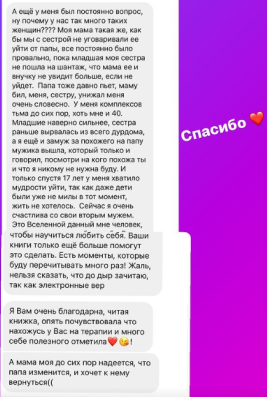 А ещё у меня был постоянно вопрос,
ну почему у нас так много таких
женщин???? Моя мама такая же, как
бы мы с сестрой не уговаривали ее
уйти от папы, все постоянно было
провально, пока младшая моя сестра
не пошла на шантаж, что мама ее и
внучку не увидит больше, если не
уйдет. Папа тоже давно пьет, маму
бил, меня, сестру, унижал меня
очень словесно. У меня комплексов
тьма до сих пор, хоть мне и 40.
Младшие наверно сильнее, сестра
раньше вырвалась из всего дурдома,
а я ещё и замуж за похожего на папу
мужика вышла, который только и
говорил, посмотри на кого похожа ты
и что я никому не нужна буду. И
только спустя 17 лет у меня хватило
мудрости уйти, так как даже дети
были уже не милы в тот момент,
жить не хотелось. Сейчас я очень
счастлива со свои вторым мужем.
Это Вселенной данный мне человек,
чтобы научиться любить себя. Ваши
книги только ещё больше помогут
это сделать. Есть моменты, которые
буду перечитывать много раз! Жаль,
нельзя сказать, что до дыр зачитаю,
так как электронные вер
Спасибо ❤️
Я Вам очень благодарна, читая
книжка, опять почувствовала что
нахожусь у Вас на терапии и много
себе полезного отметила❤️😘!
А мама моя до сих пор надеется, что
папа изменится, и хочет к нему
вернуться((